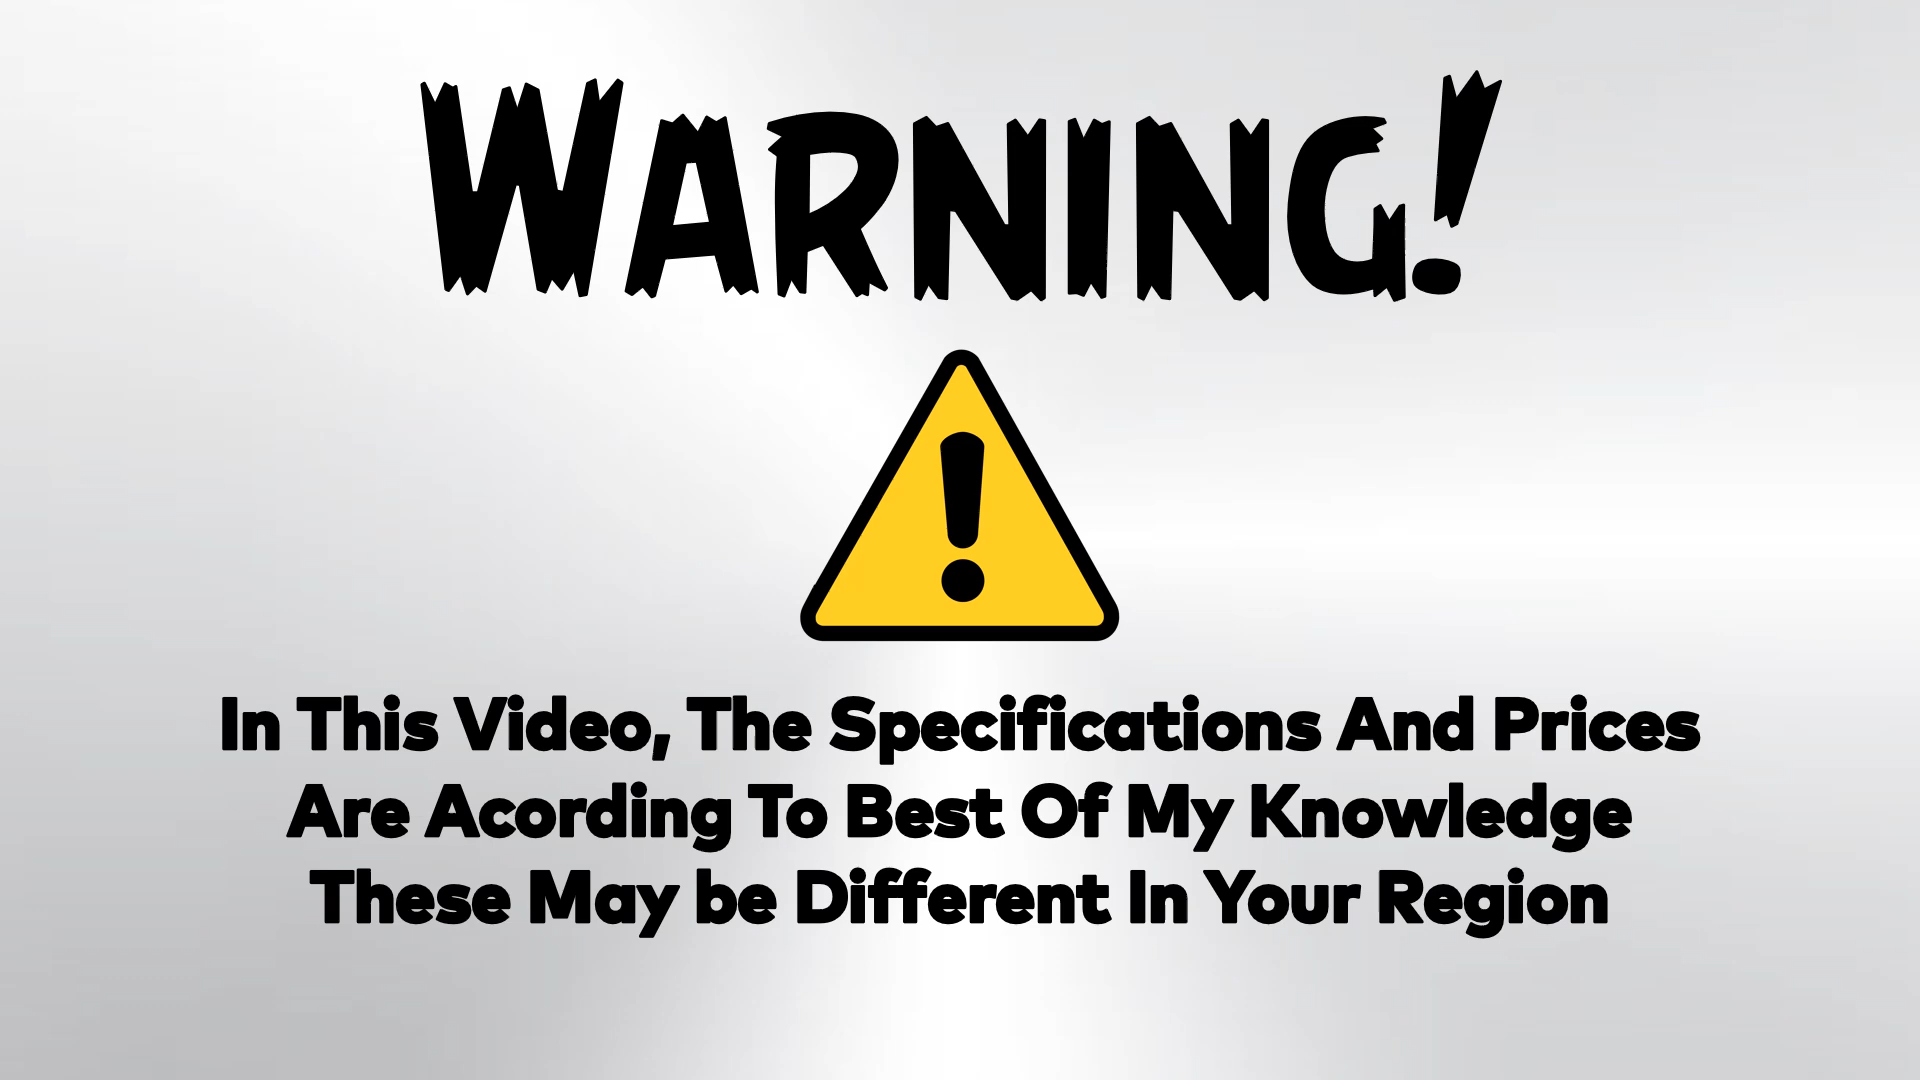 WARNING!
In This Video, The Specifications And Prices
Are Acording To Best Of My Knowledge
These May be Different In Your Region